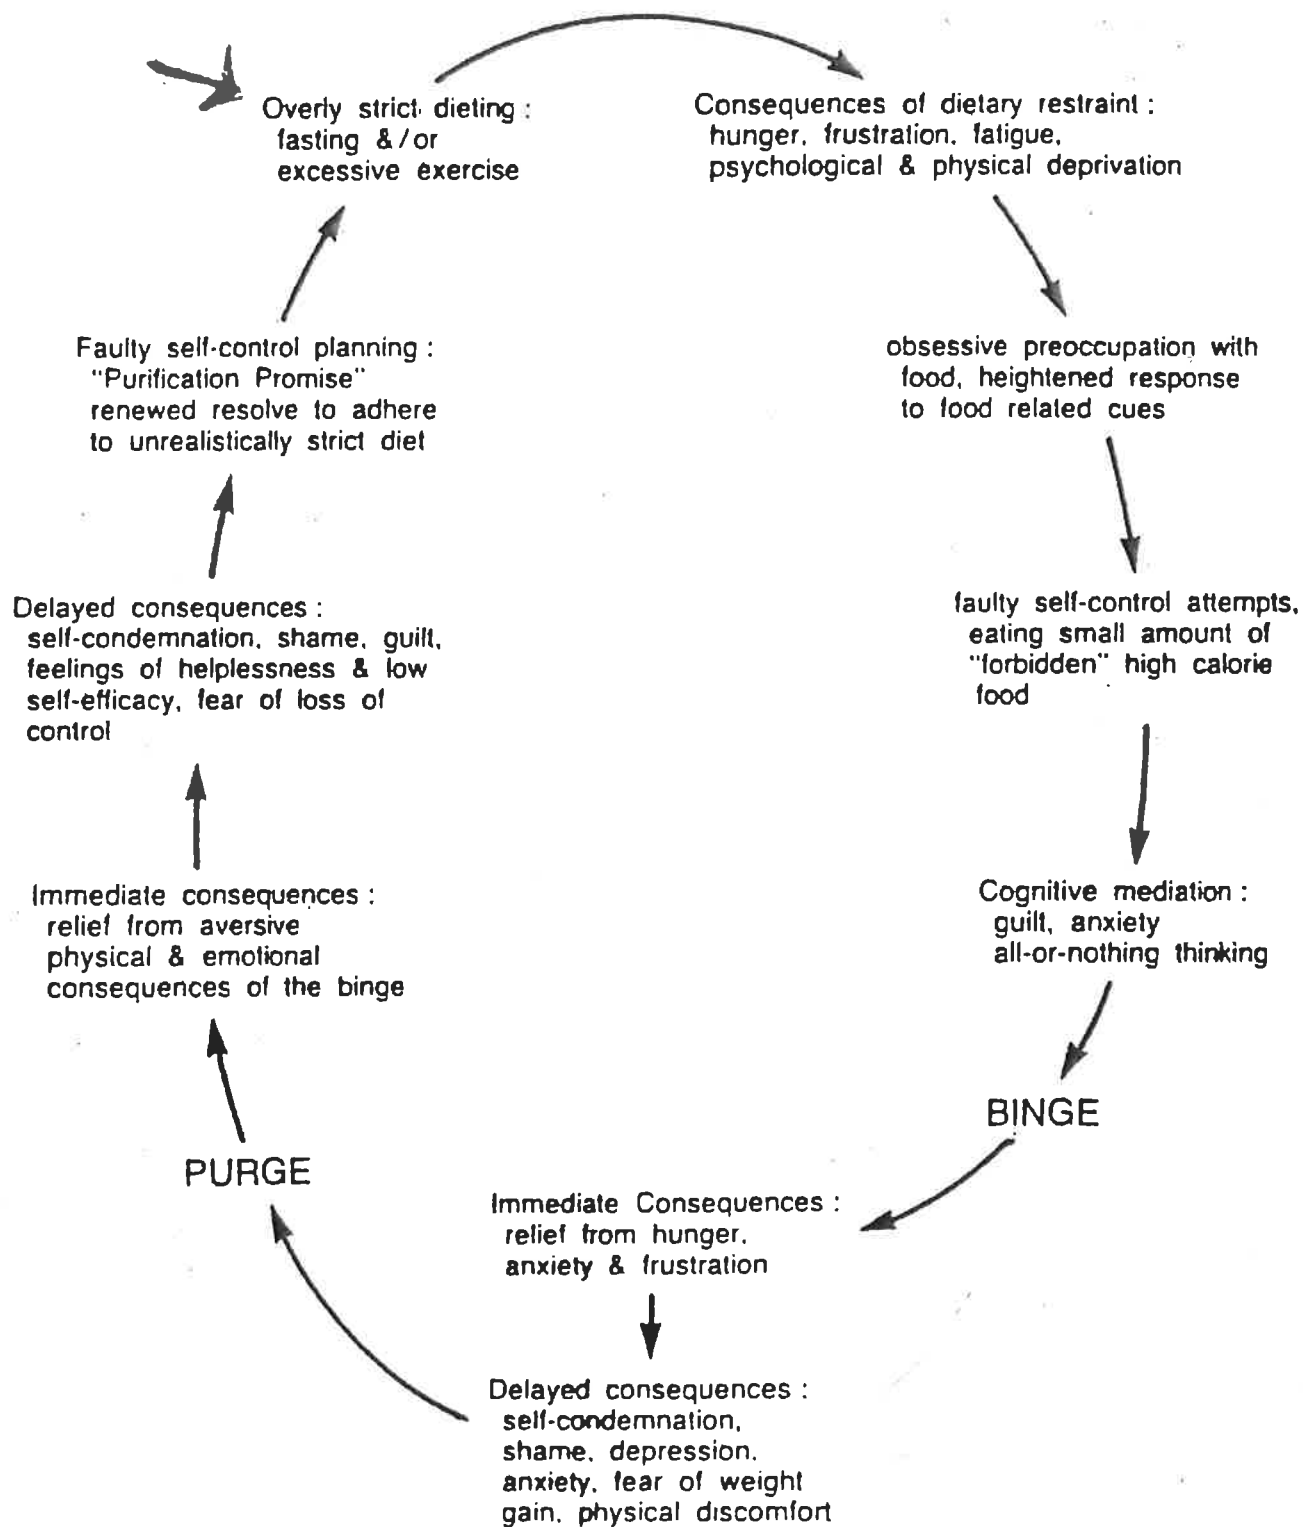 Overly strict dieting :
fasting &/or
excessive exercise
Consequences of dietary restraint :
hunger, frustration, fatigue,
psychological & physical deprivation
obsessive preoccupation with
food, heightened response
to food related cues
faulty self-control attempts,
eating small amount of
"forbidden" high calorie
food
Cognitive mediation :
guilt, anxiety
all-or-nothing thinking
BINGE
Immediate Consequences :
relief from hunger,
anxiety & frustration
Delayed consequences :
self-condemnation,
shame, depression,
anxiety, fear of weight
gain, physical discomfort
PURGE
Immediate consequences :
relief from aversive
physical & emotional
consequences of the binge
Delayed consequences :
self-condemnation, shame, guilt,
feelings of helplessness & low
self-efficacy, fear of loss of
control
Faulty self-control planning :
"Purification Promise"
renewed resolve to adhere
to unrealistically strict diet